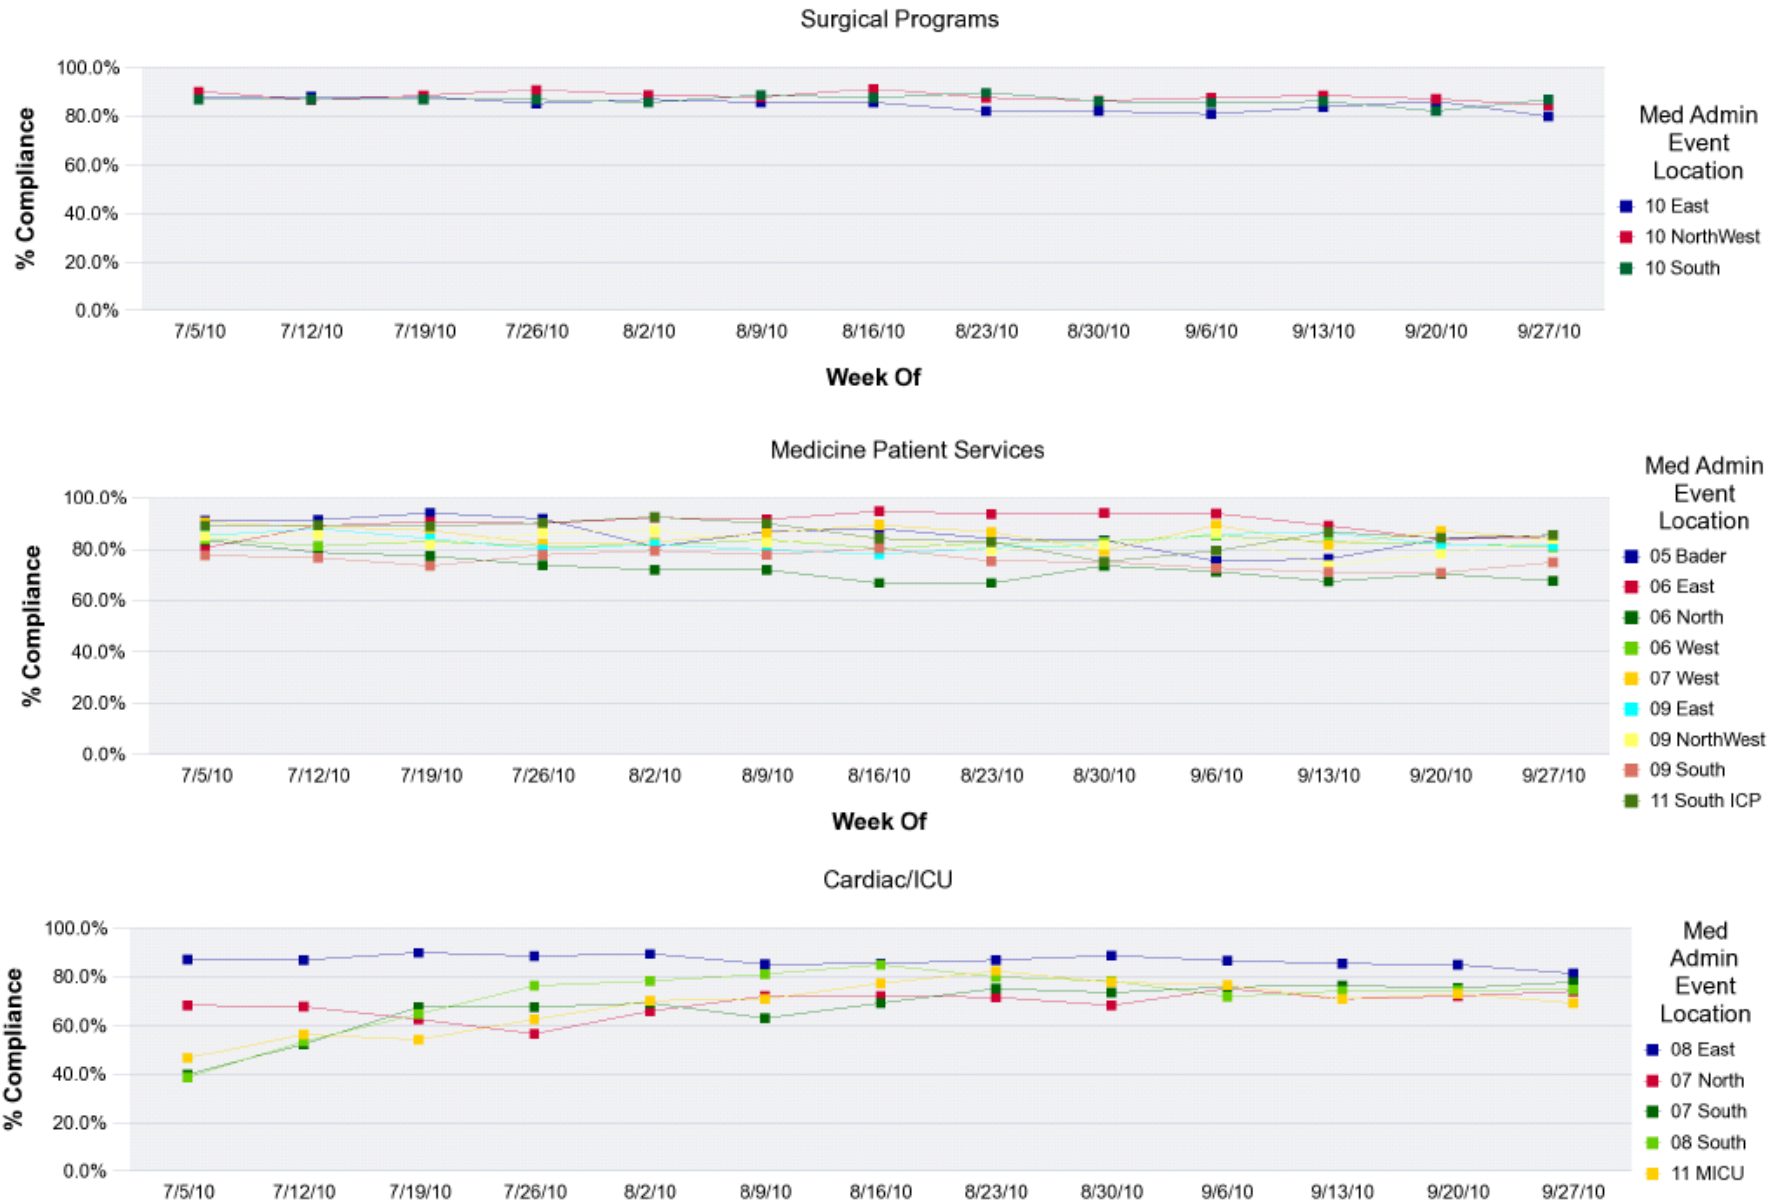 Surgical Programs
100.0%
80.0%
60.0%
40.0%
20.0%
0.0%
% Compliance
7/5/10 7/12/10 7/19/10 7/26/10 8/2/10 8/9/10 8/16/10 8/23/10 8/30/10 9/6/10 9/13/10 9/20/10 9/27/10
Week Of
Med Admin
Event
Location
10 East
10 NorthWest
10 South
Medicine Patient Services
100.0%
80.0%
60.0%
40.0%
20.0%
0.0%
% Compliance
7/5/10 7/12/10 7/19/10 7/26/10 8/2/10 8/9/10 8/16/10 8/23/10 8/30/10 9/6/10 9/13/10 9/20/10 9/27/10
Week Of
Med Admin
Event
Location
05 Bader
06 East
06 North
06 West
07 West
09 East
09 NorthWest
09 South
11 South ICP
Cardiac/ICU
100.0%
80.0%
60.0%
40.0%
20.0%
0.0%
% Compliance
7/5/10 7/12/10 7/19/10 7/26/10 8/2/10 8/9/10 8/16/10 8/23/10 8/30/10 9/6/10 9/13/10 9/20/10 9/27/10
Med
Admin
Event
Location
08 East
07 North
07 South
08 South
11 MICU